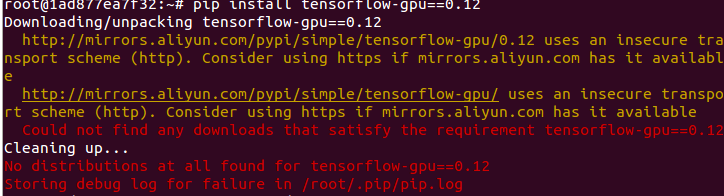 root@1ad877ea7f32:~# pip install tensorflow-gpu==0.12
Downloading/unpacking tensorflow-gpu==0.12
  http://mirrors.aliyun.com/pypi/simple/tensorflow-gpu/0.12 uses an insecure tra
nsport scheme (http). Consider using https if mirrors.aliyun.com has it availabl
e
  http://mirrors.aliyun.com/pypi/simple/tensorflow-gpu/ uses an insecure transpo
rt scheme (http). Consider using https if mirrors.aliyun.com has it available
  Could not find any downloads that satisfy the requirement tensorflow-gpu==0.12
Cleaning up...
No distributions at all found for tensorflow-gpu==0.12
Storing debug log for failure in /root/.pip/pip.log